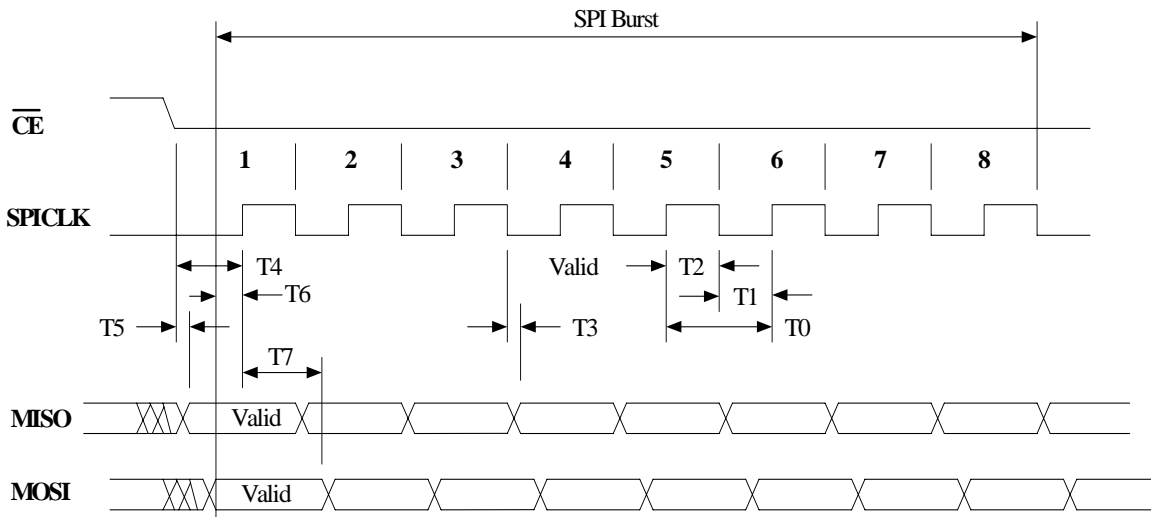 SPI Burst
CE
1 2 3 4 5 6 7 8
SPICLK
T4 Valid T2
T6 T1
T5 T3 T0
T7
MISO Valid
MOSI Valid